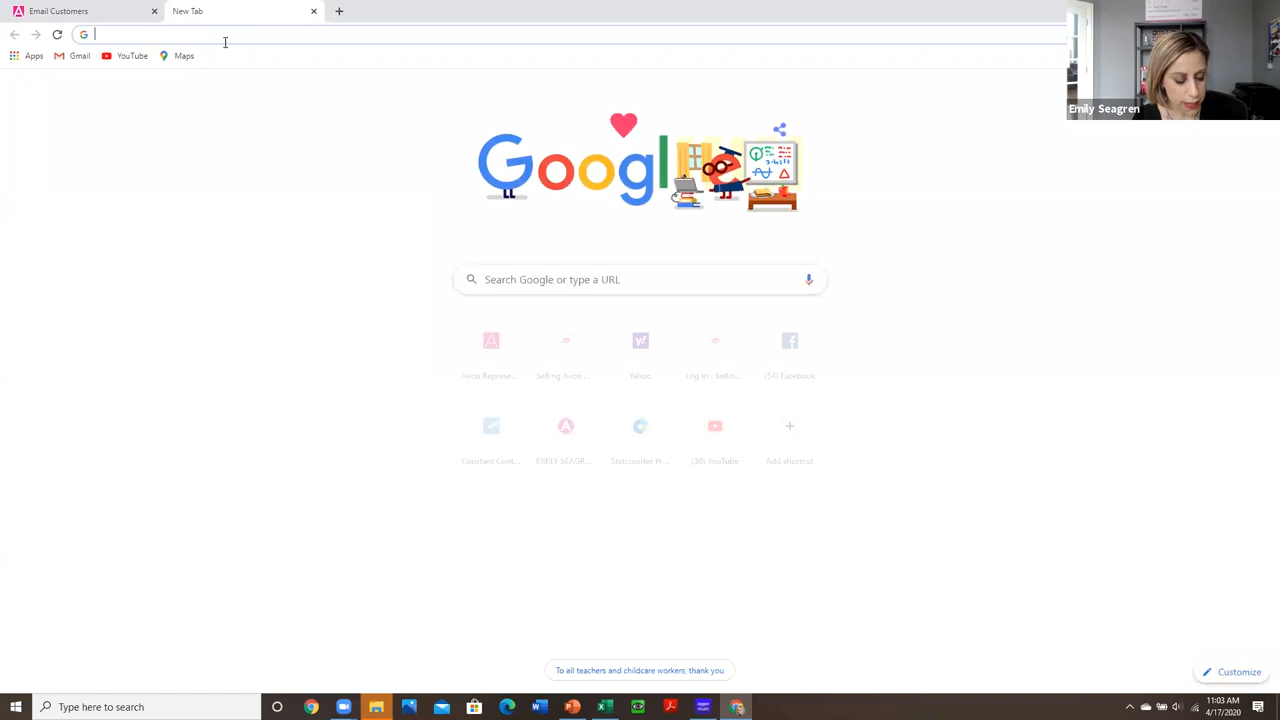 Email Customers
New Tab
Apps
Gmail
YouTube
Maps
Emily Seagren
Google
Search Google or type a URL
Avon Represe...
Selling Avon ...
Yahoo
Log In ‹ Sellin...
(54) Facebook
Constant Cont...
EMILY SEAGR...
Statcounter Pr...
(30) YouTube
Add shortcut
To all teachers and childcare workers, thank you
Customize
Type here to search
11:03 AM
4/17/2020